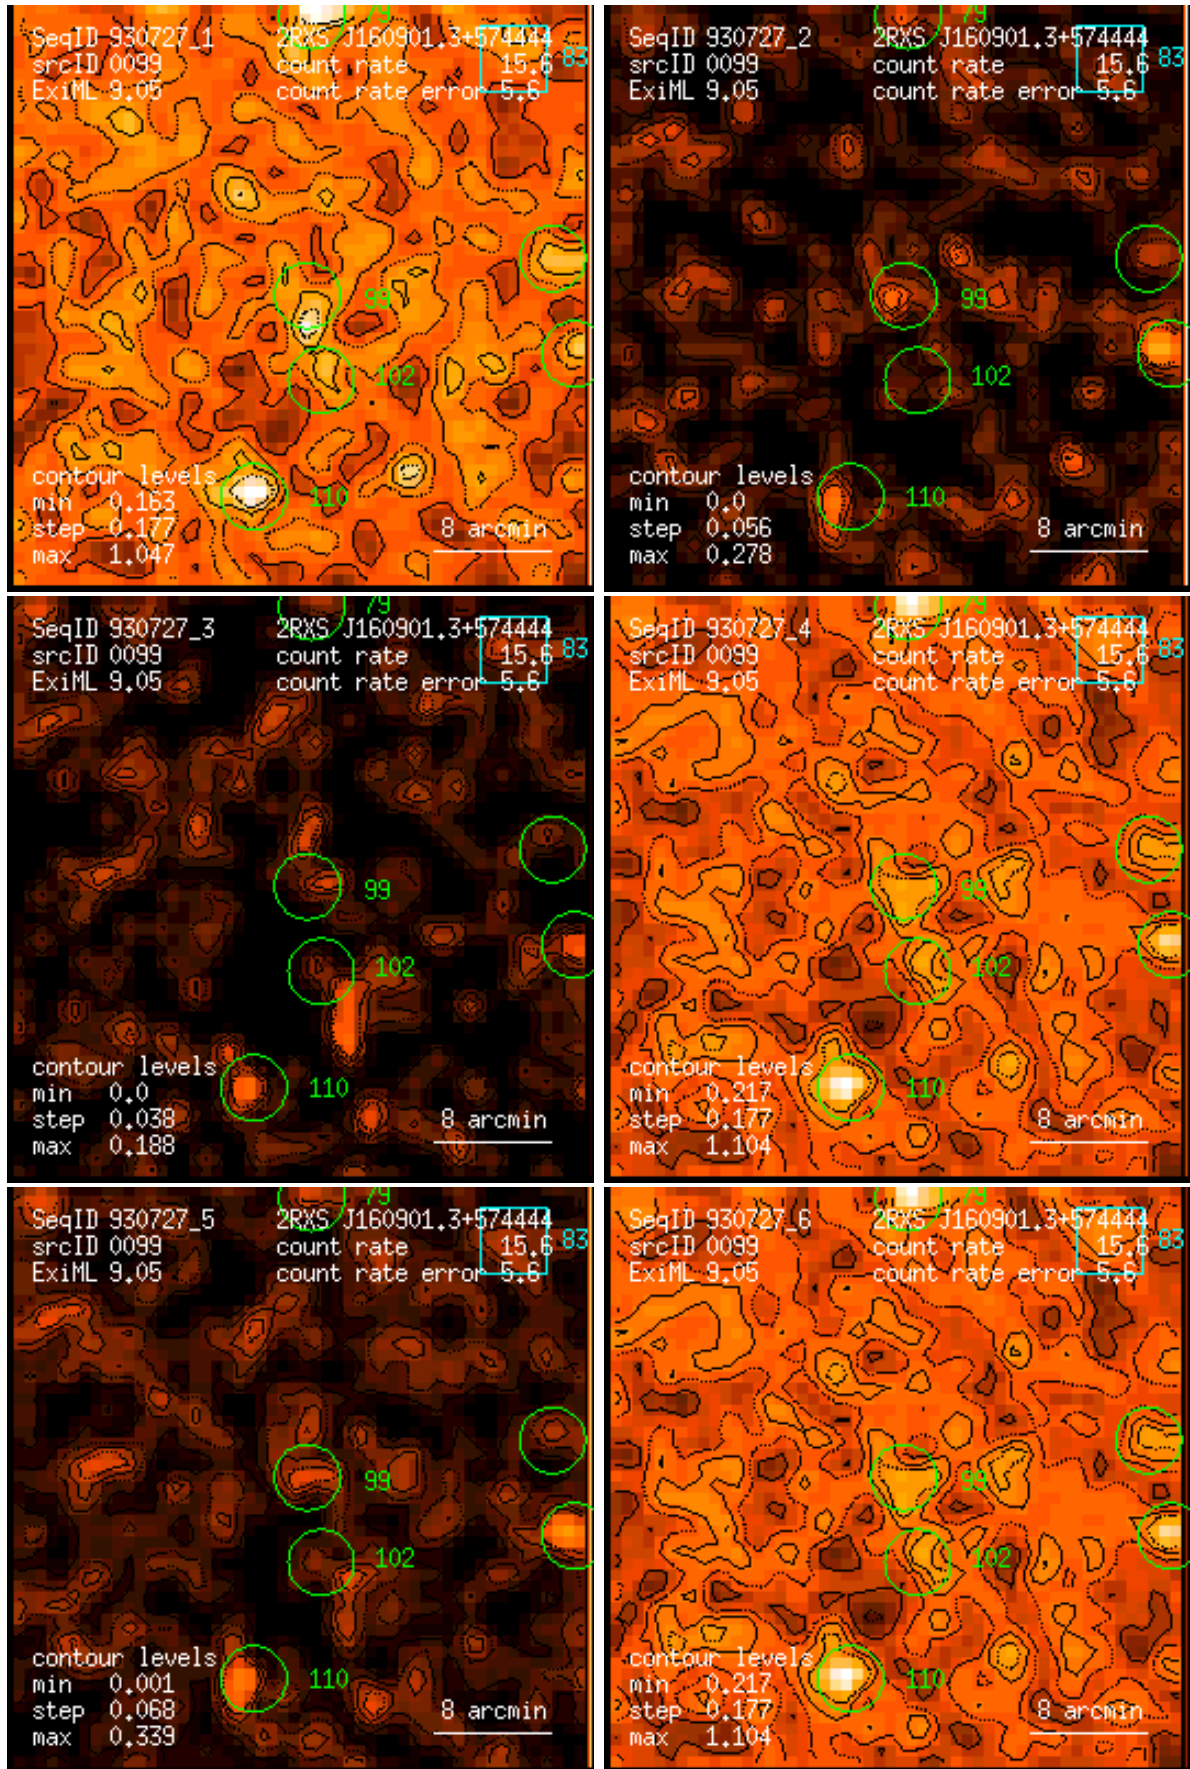 79
SeqID 930727_1 2RXS J160901.3+574444
srcID 0099 count rate 15.6 83
ExiML 9.05 count rate error 5.6
99
102
110
contour levels
min 0.163
step 0.177 8 arcmin
max 1.047
79
SeqID 930727_2 2RXS J160901.3+574444
srcID 0099 count rate 15.6 83
ExiML 9.05 count rate error 5.6
99
102
110
contour levels
min 0.0
step 0.056 8 arcmin
max 0.278
79
SeqID 930727_3 2RXS J160901.3+574444
srcID 0099 count rate 15.6 83
ExiML 9.05 count rate error 5.6
99
102
110
contour levels
min 0.0
step 0.038 8 arcmin
max 0.188
79
SeqID 930727_4 2RXS J160901.3+574444
srcID 0099 count rate 15.6 83
ExiML 9.05 count rate error 5.6
99
102
110
contour levels
min 0.217
step 0.177 8 arcmin
max 1.104
79
SeqID 930727_5 2RXS J160901.3+574444
srcID 0099 count rate 15.6 83
ExiML 9.05 count rate error 5.6
99
102
110
contour levels
min 0.001
step 0.068 8 arcmin
max 0.339
79
SeqID 930727_6 2RXS J160901.3+574444
srcID 0099 count rate 15.6 83
ExiML 9.05 count rate error 5.6
99
102
110
contour levels
min 0.217
step 0.177 8 arcmin
max 1.104